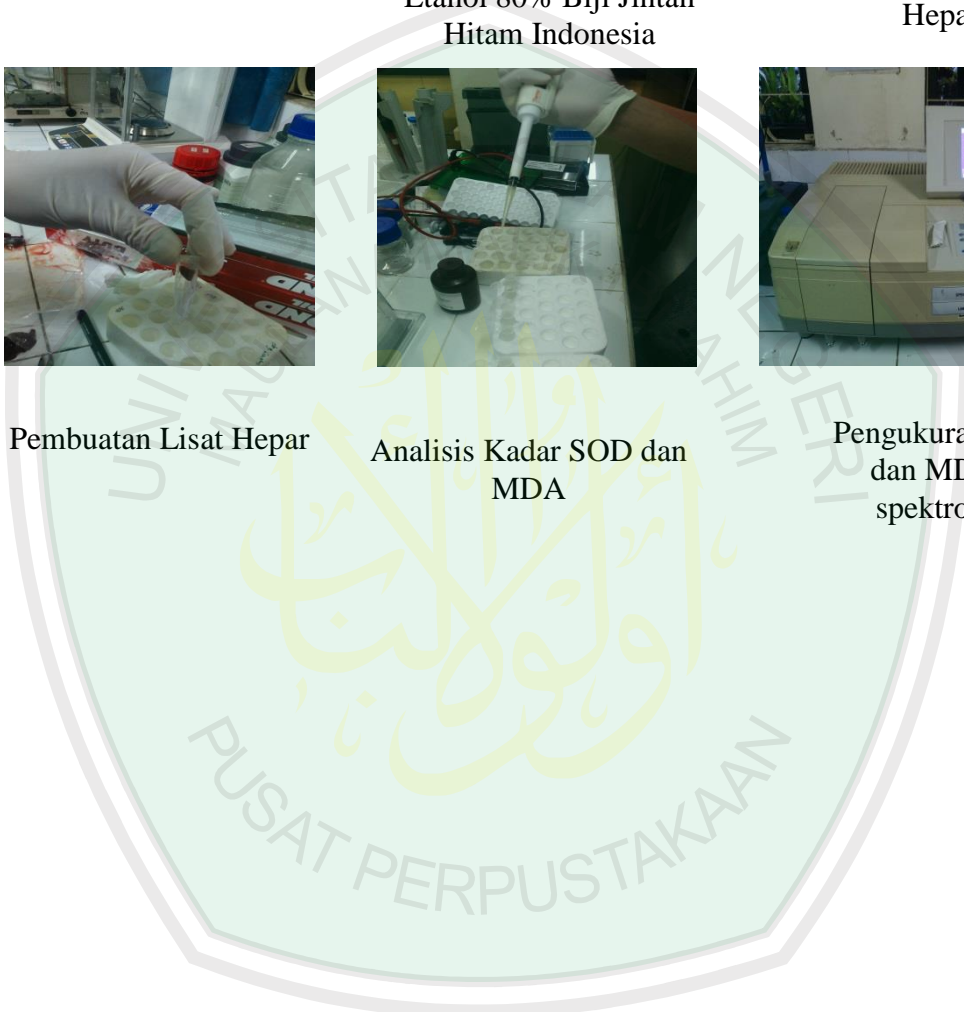 Etanol 80% Biji Jintan
Hitam Indonesia
Hepa
Pembuatan Lisat Hepar
Analisis Kadar SOD dan
MDA
Pengukura
dan MD
spektro
PUSAT PERPUSTAKAAN